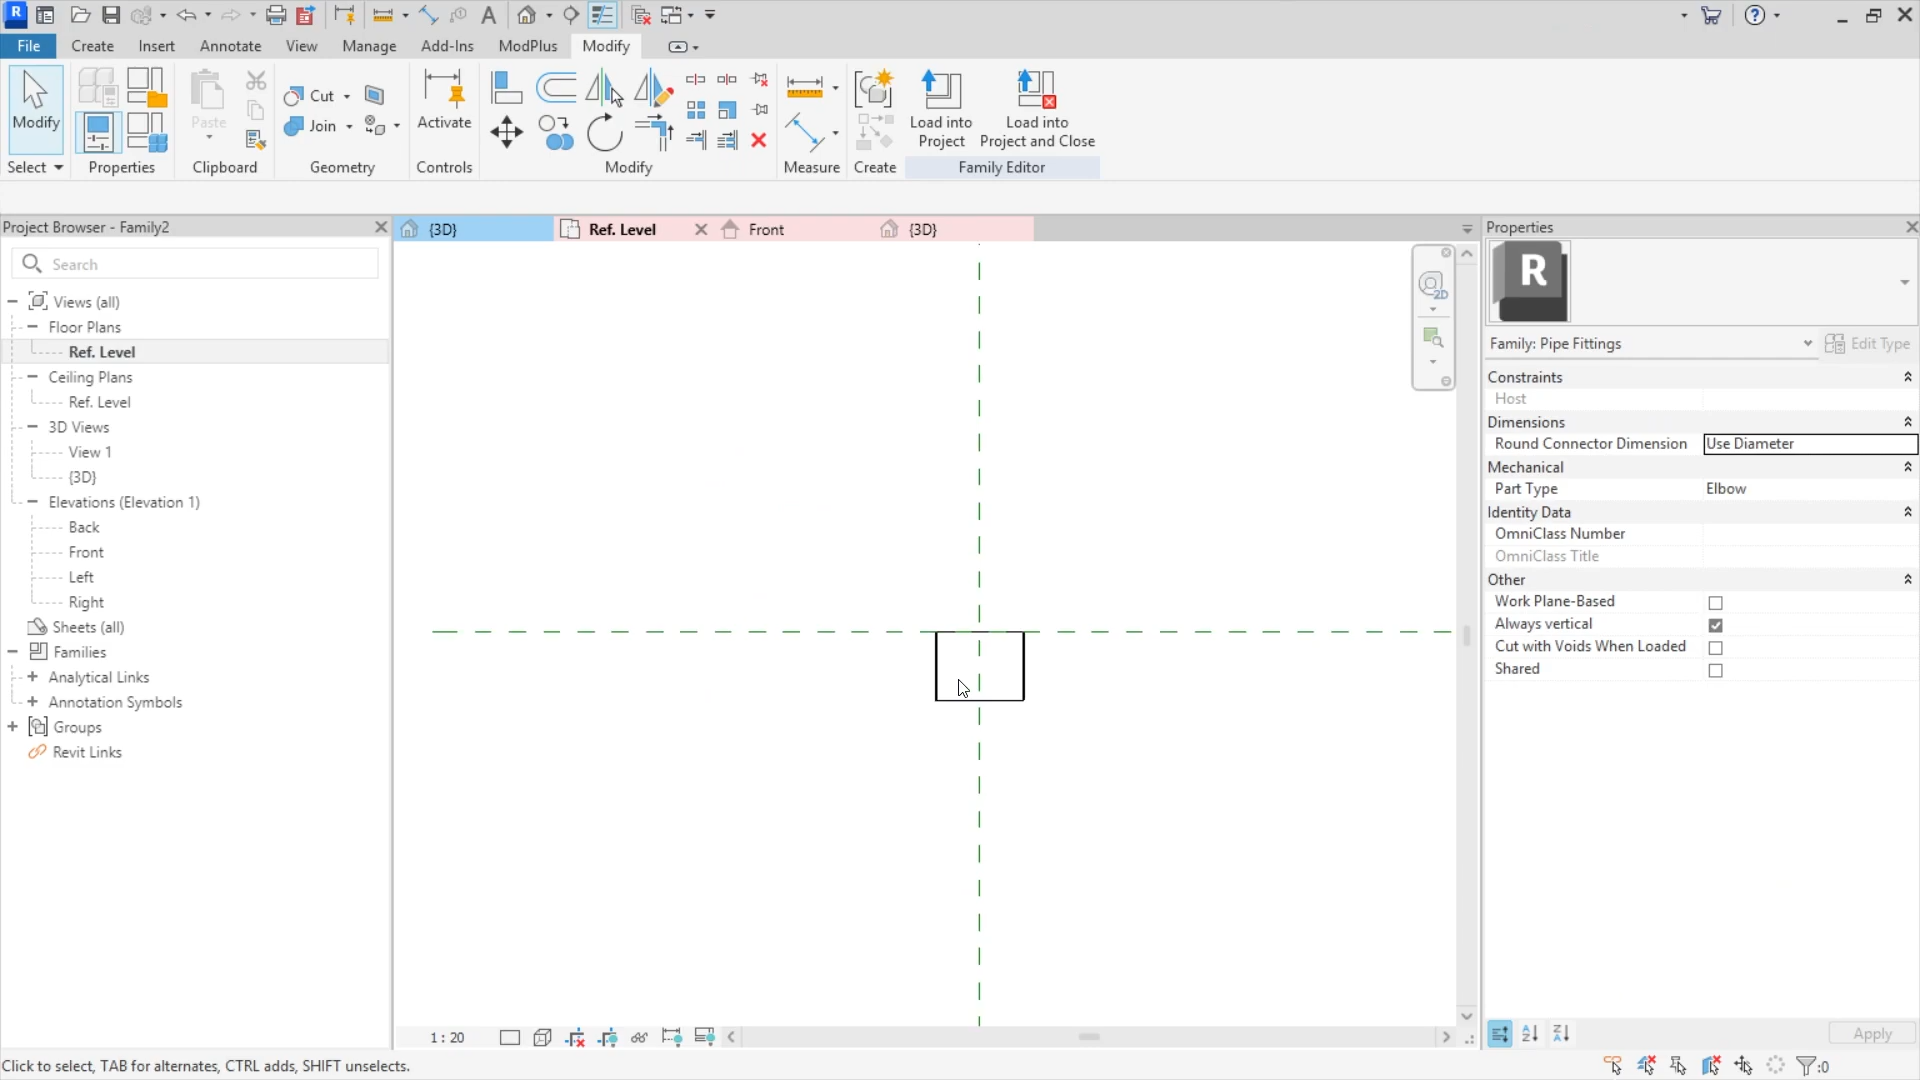 File Create Insert Annotate View Manage Add-Ins ModPlus Modify
Modify
Paste
Cut
Join
Activate
Load into
Project
Load into
Project and Close
Select Properties Clipboard Geometry Controls Modify Measure Create Family Editor
Project Browser - Family2
Search
Views (all)
Floor Plans
Ref. Level
Ceiling Plans
Ref. Level
3D Views
View 1
{3D}
Elevations (Elevation 1)
Back
Front
Left
Right
Sheets (all)
Families
Analytical Links
Annotation Symbols
Groups
Revit Links
{3D} Ref. Level Front {3D}
2D
1 : 20
Properties
R
Family: Pipe Fittings Edit Type
Constraints
Host
Dimensions
Round Connector Dimension Use Diameter
Mechanical
Part Type Elbow
Identity Data
OmniClass Number
OmniClass Title
Other
Work Plane-Based
Always vertical
Cut with Voids When Loaded
Shared
Apply
Click to select, TAB for alternates, CTRL adds, SHIFT unselects.
:0